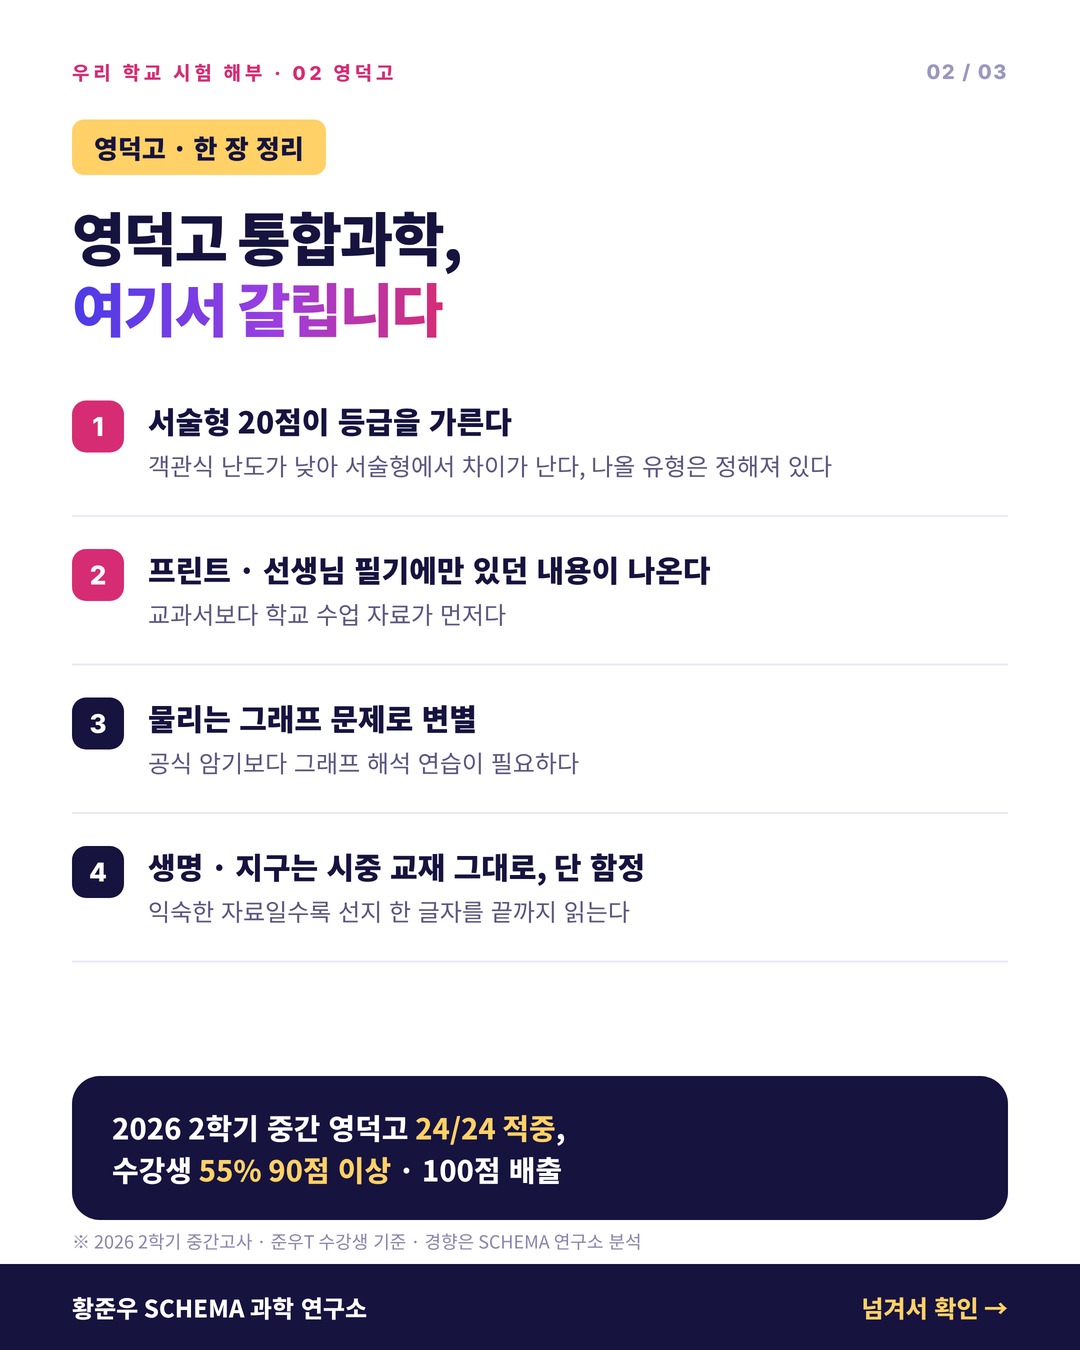 우리 학교 시험 해부 · 02 영덕고
02 / 03
영덕고 · 한 장 정리
영덕고 통합과학,
여기서 갈립니다
1
서술형 20점이 등급을 가른다
객관식 난도가 낮아 서술형에서 차이가 난다, 나올 유형은 정해져 있다
2
프린트 · 선생님 필기에만 있던 내용이 나온다
교과서보다 학교 수업 자료가 먼저다
3
물리는 그래프 문제로 변별
공식 암기보다 그래프 해석 연습이 필요하다
4
생명 · 지구는 시중 교재 그대로, 단 함정
익숙한 자료일수록 선지 한 글자를 끝까지 읽는다
2026 2학기 중간 영덕고 24/24 적중,
수강생 55% 90점 이상 · 100점 배출
※ 2026 2학기 중간고사 · 준우T 수강생 기준 · 경향은 SCHEMA 연구소 분석
황준우 SCHEMA 과학 연구소
넘겨서 확인 →